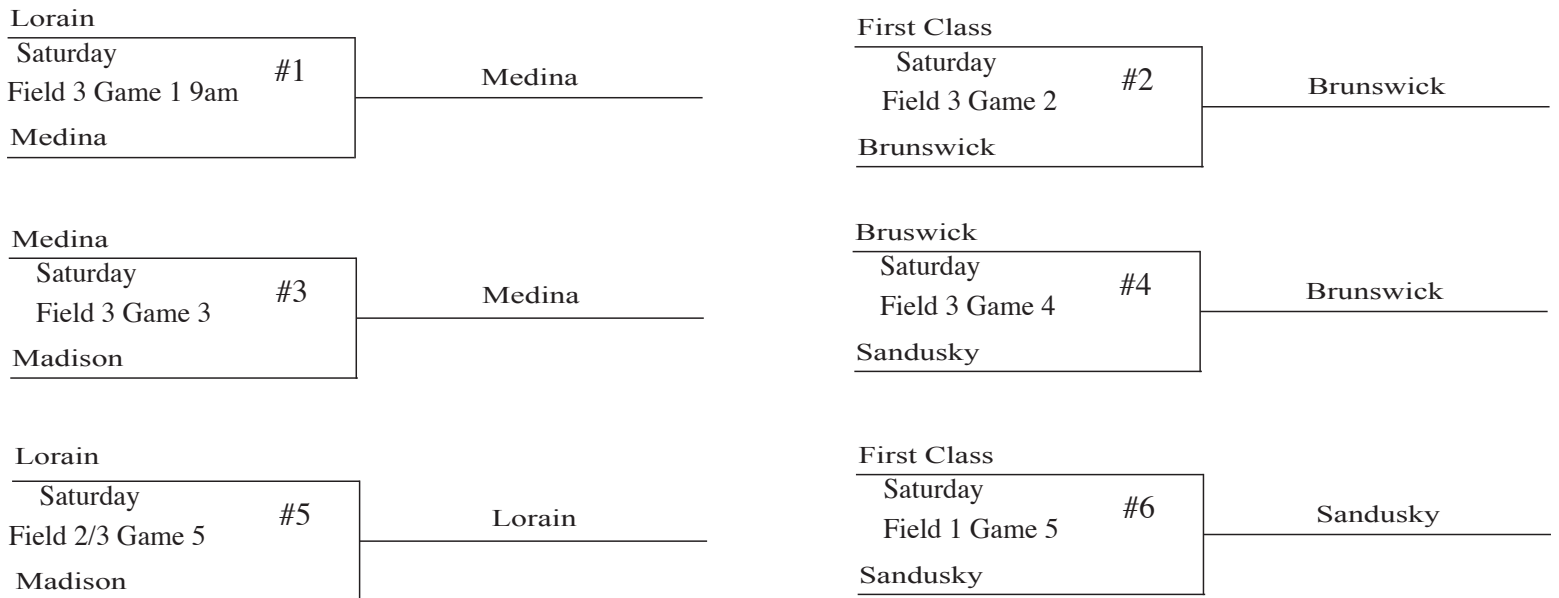 Lorain
Saturday
#1
Field 3 Game 1 9am
Medina
Medina
First Class
Saturday
#2
Field 3 Game 2
Brunswick
Brunswick
Medina
Saturday
#3
Field 3 Game 3
Medina
Madison
Bruswick
Saturday
#4
Field 3 Game 4
Brunswick
Sandusky
Lorain
Saturday
#5
Field 2/3 Game 5
Lorain
Madison
First Class
Saturday
#6
Field 1 Game 5
Sandusky
Sandusky